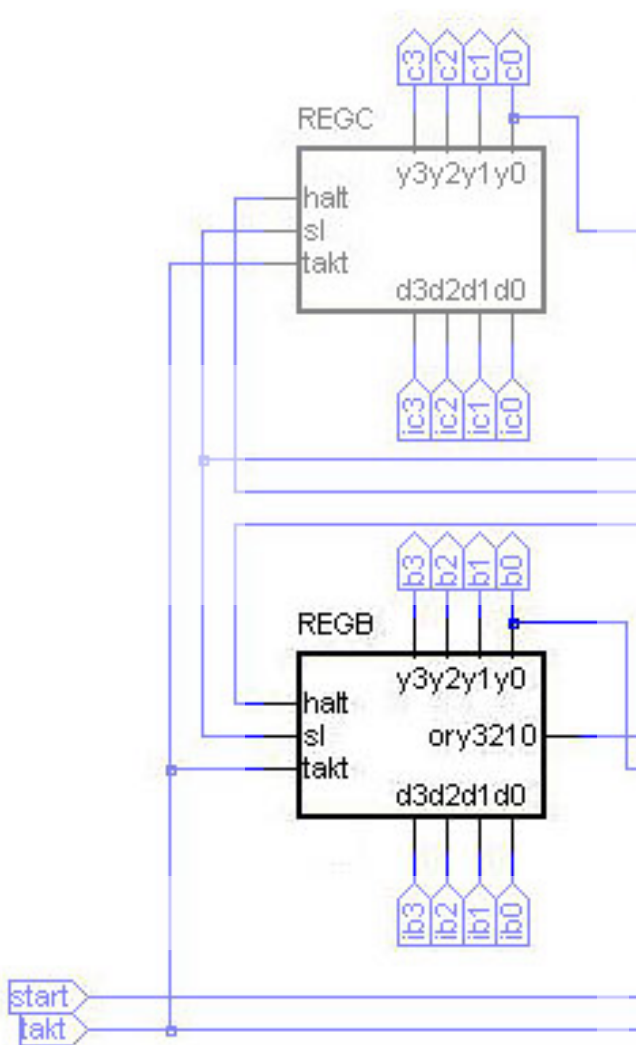 c3 c2 c1 c0
REGC
y3y2y1y0
halt
sl
takt
d3d2d1d0
ic3 ic2 ic1 ic0
b3 b2 b1 b0
REGB
y3y2y1y0
halt
sl ory3210
takt
d3d2d1d0
ib3 ib2 ib1 ib0
start
takt